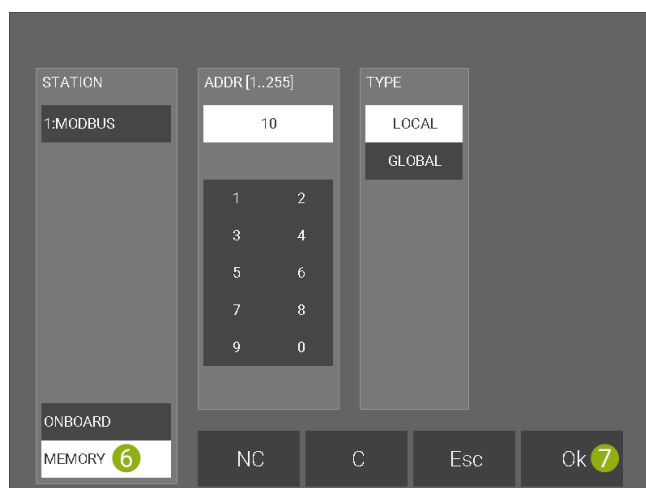 STATION
1:MODBUS
ONBOARD
MEMORY 6
ADDR [1..255]
10
1 2
3 4
5 6
7 8
9 0
TYPE
LOCAL
GLOBAL
NC C Esc Ok 7